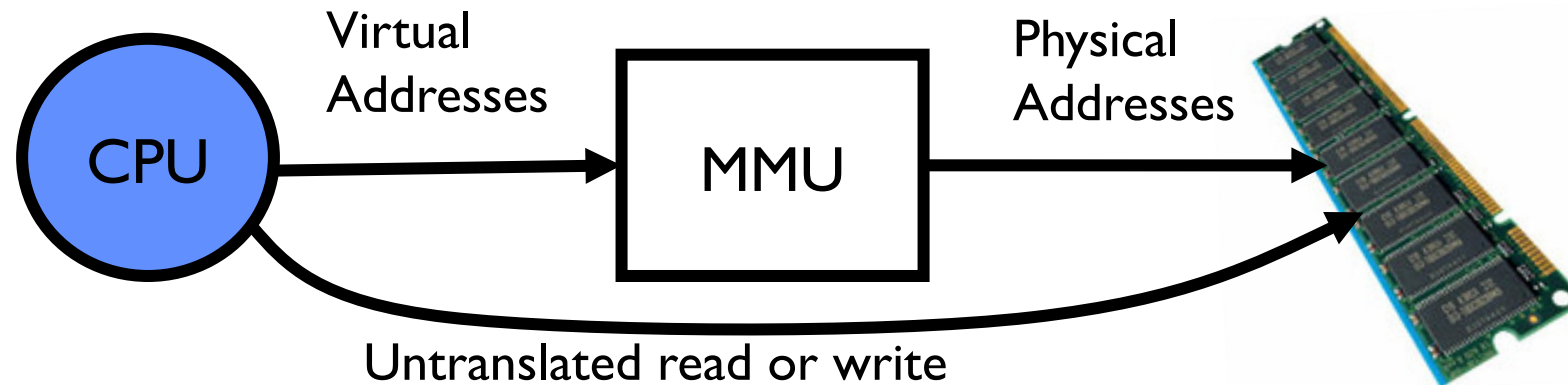 Virtual
Addresses
Physical
Addresses
CPU
MMU
Untranslated read or write